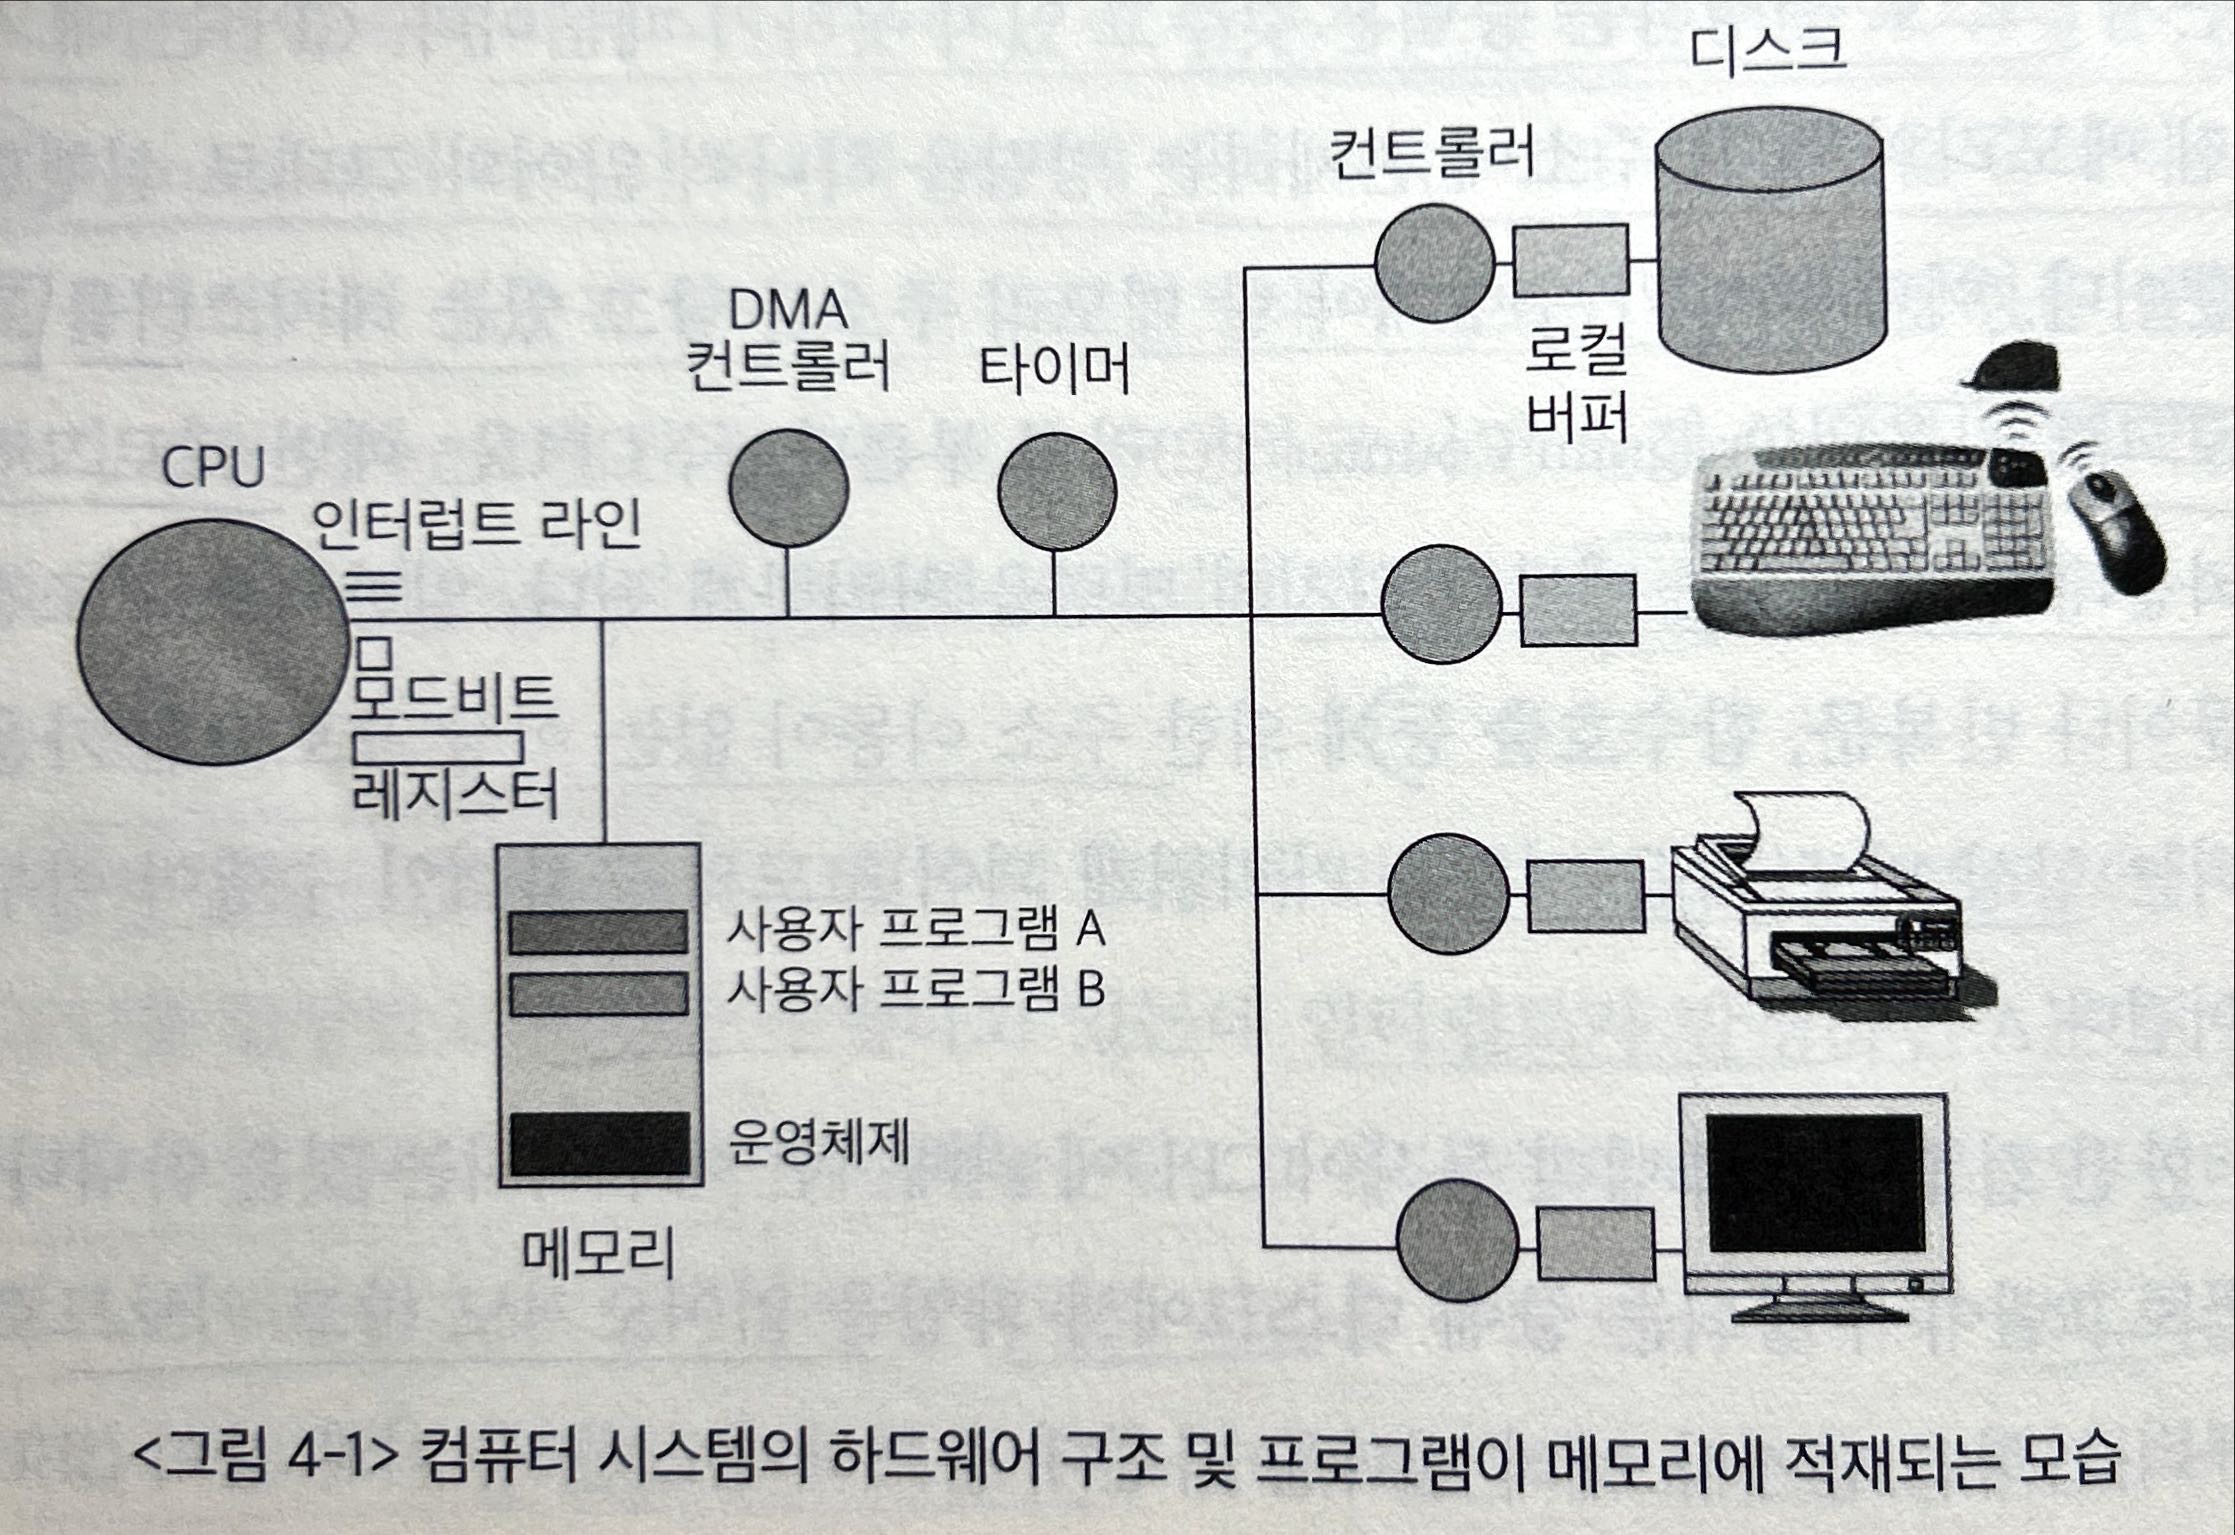 디스크
컨트롤러
로컬
버퍼
DMA
컨트롤러
타이머
CPU
인터럽트 라인
모드비트
레지스터
사용자 프로그램 A
사용자 프로그램 B
운영체제
메모리
<그림 4-1> 컴퓨터 시스템의 하드웨어 구조 및 프로그램이 메모리에 적재되는 모습